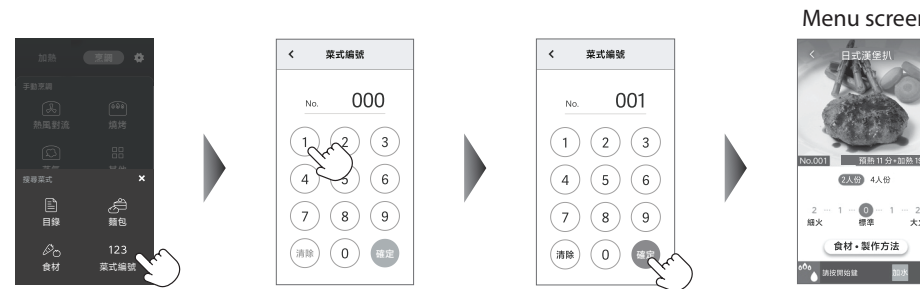 Menu screen
加熱 烹調
手動烹調
熱風對流 燒烤
搜尋菜式 ×
目錄 麵包
123
食材 菜式編號
< 菜式編號
No. 000
1 2 3
4 5 6
7 8 9
清除 0 確定
< 菜式編號
No. 001
1 2 3
4 5 6
7 8 9
清除 0 確定
< 日式漢堡扒
No.001 預熱 11 分+加熱
2人份 4人份
2 1 0 1 2
細火 標準
食材•製作方法
請按開始鍵 加水